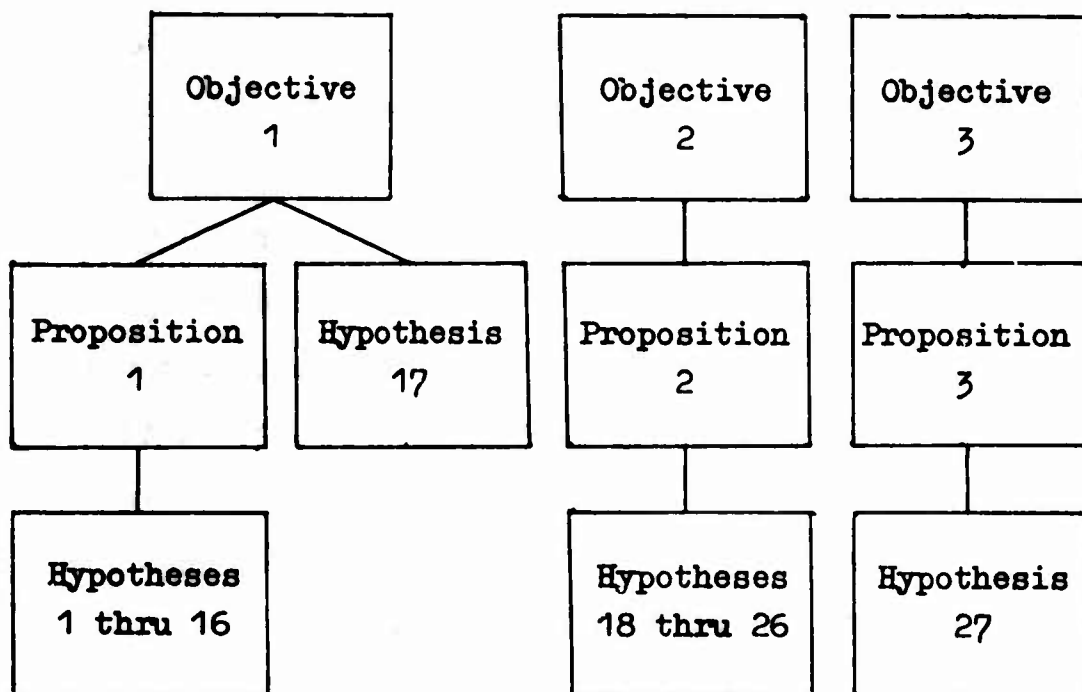 Objective
1
Objective
2
Objective
3
Proposition
1
Hypothesis
17
Proposition
2
Proposition
3
Hypotheses
1 thru 16
Hypotheses
18 thru 26
Hypothesis
27